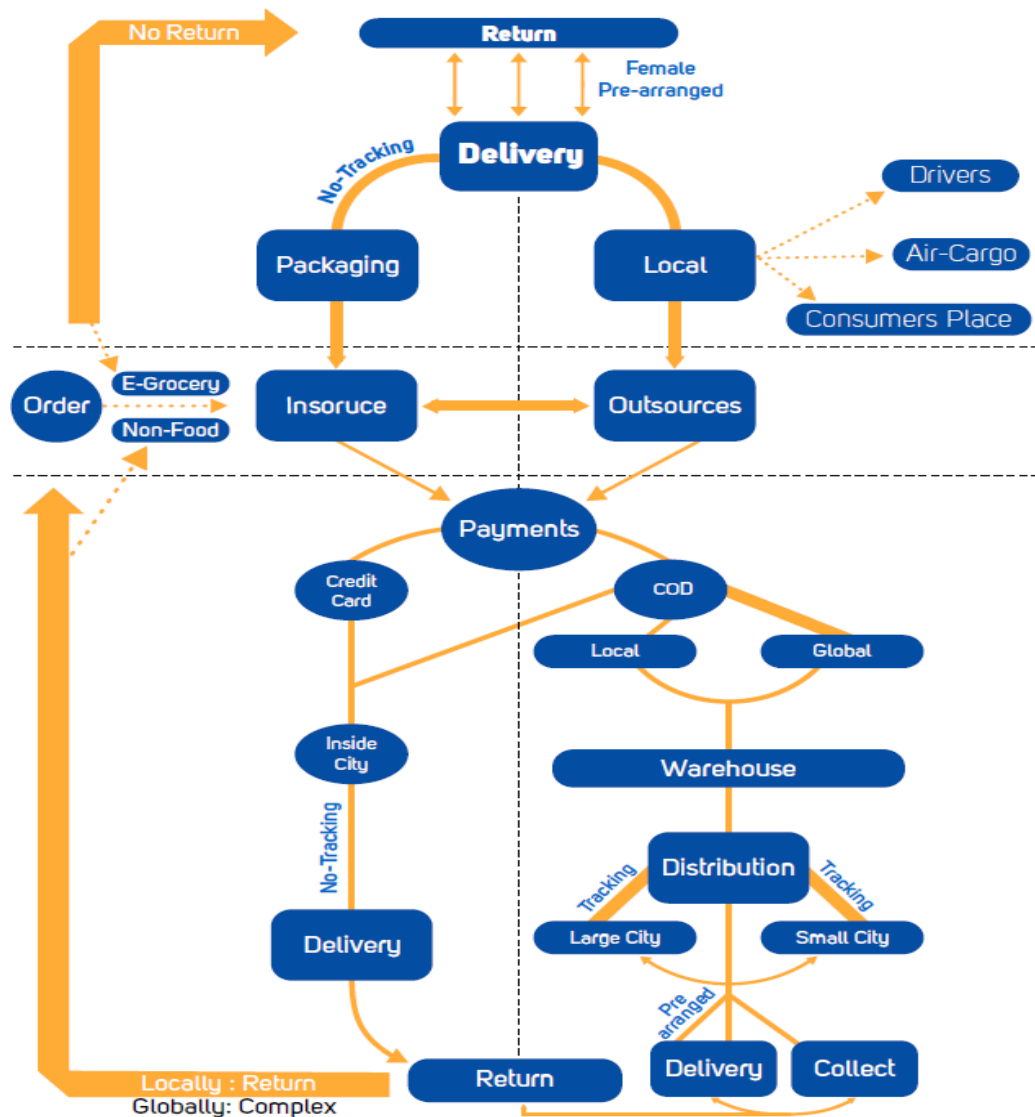 No Return
Return
Female
Pre-arranged
Delivery
No-Tracking
Drivers
Packaging
Local
Air-Cargo
Consumers Place
Order
E-Grocery
Non-Food
Insoruce
Outsources
Payments
Credit
Card
COD
Local
Global
Inside
City
Warehouse
No-Tracking
Distribution
Tracking
Tracking
Delivery
Large City
Small City
Pre
arranged
Return
Delivery
Collect
Locally : Return
Globally: Complex